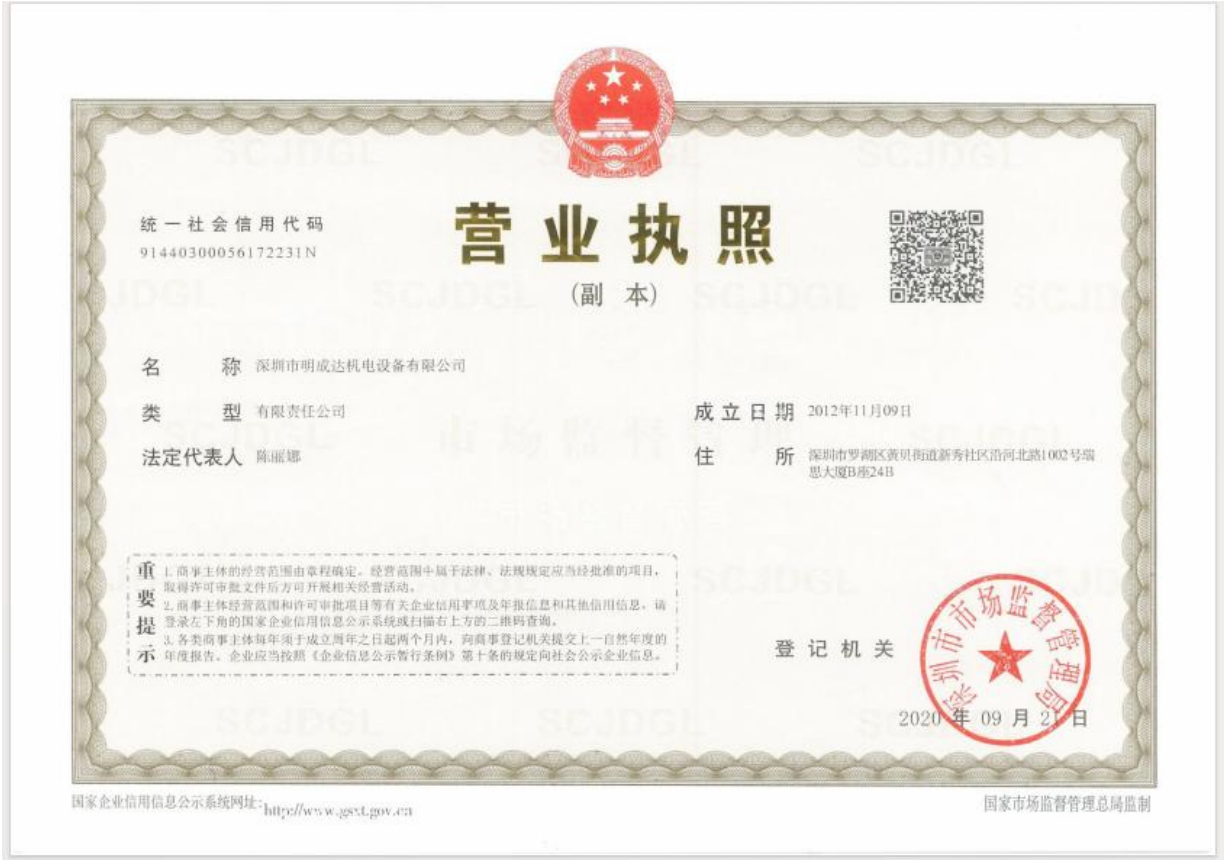 统一社会信用代码
91440300056172231N
营业执照
(副 本)
名 称 深圳市明成达机电设备有限公司
类 型 有限责任公司
成立日期 2012年11月09日
法定代表人 陈丽娜
住 所 深圳市罗湖区黄贝街道新秀社区沿河北路1002号瑞
思大厦B座24B
重要提示
1.商事主体的经营范围由章程确定。经营范围中属于法律、法规规定应当经批准的项目,
取得许可审批文件后方可开展相关经营活动。
2.商事主体经营范围和许可审批项目等有关企业信用事项及年报信息和其他信用信息,请
登录左下角的国家企业信用信息公示系统或扫描右上方的二维码查询。
3.各类商事主体每年须于成立周年之日起两个月内,向商事登记机关提交上一自然年度的
年度报告。企业应当按照《企业信息公示暂行条例》第十条的规定向社会公示企业信息。
登记机关
深圳市市场监督管理局
2020 年 09 月 21 日
国家企业信用信息公示系统网址:http://www.gsxt.gov.cn
国家市场监督管理总局监制
SCJDGL
市场监督管理